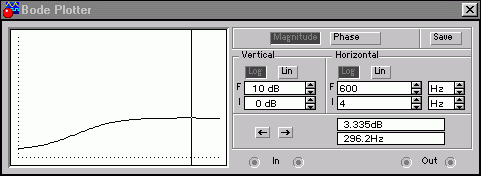 Bode Plotter
Magnitude Phase Save
Vertical Horizontal
Log Lin Log Lin
F 10 dB F 600 Hz
I 0 dB I 4 Hz
← → 3.335dB
296.2Hz
In Out